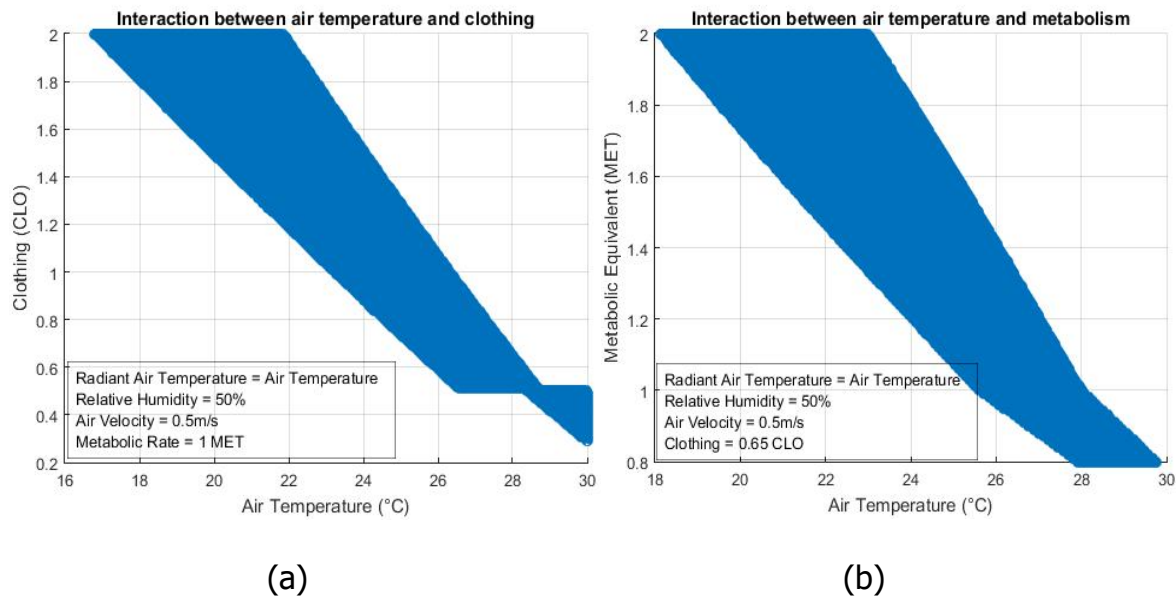 Interaction between air temperature and clothing
2
1.8
1.6
1.4
1.2
1
0.8
0.6
0.4
0.2
Clothing (CLO)
Radiant Air Temperature = Air Temperature
Relative Humidity = 50%
Air Velocity = 0.5m/s
Metabolic Rate = 1 MET
16 18 20 22 24 26 28 30
Air Temperature (°C)
(a)
Interaction between air temperature and metabolism
2
1.8
1.6
1.4
1.2
1
0.8
Metabolic Equivalent (MET)
Radiant Air Temperature = Air Temperature
Relative Humidity = 50%
Air Velocity = 0.5m/s
Clothing = 0.65 CLO
18 20 22 24 26 28 30
Air Temperature (°C)
(b)